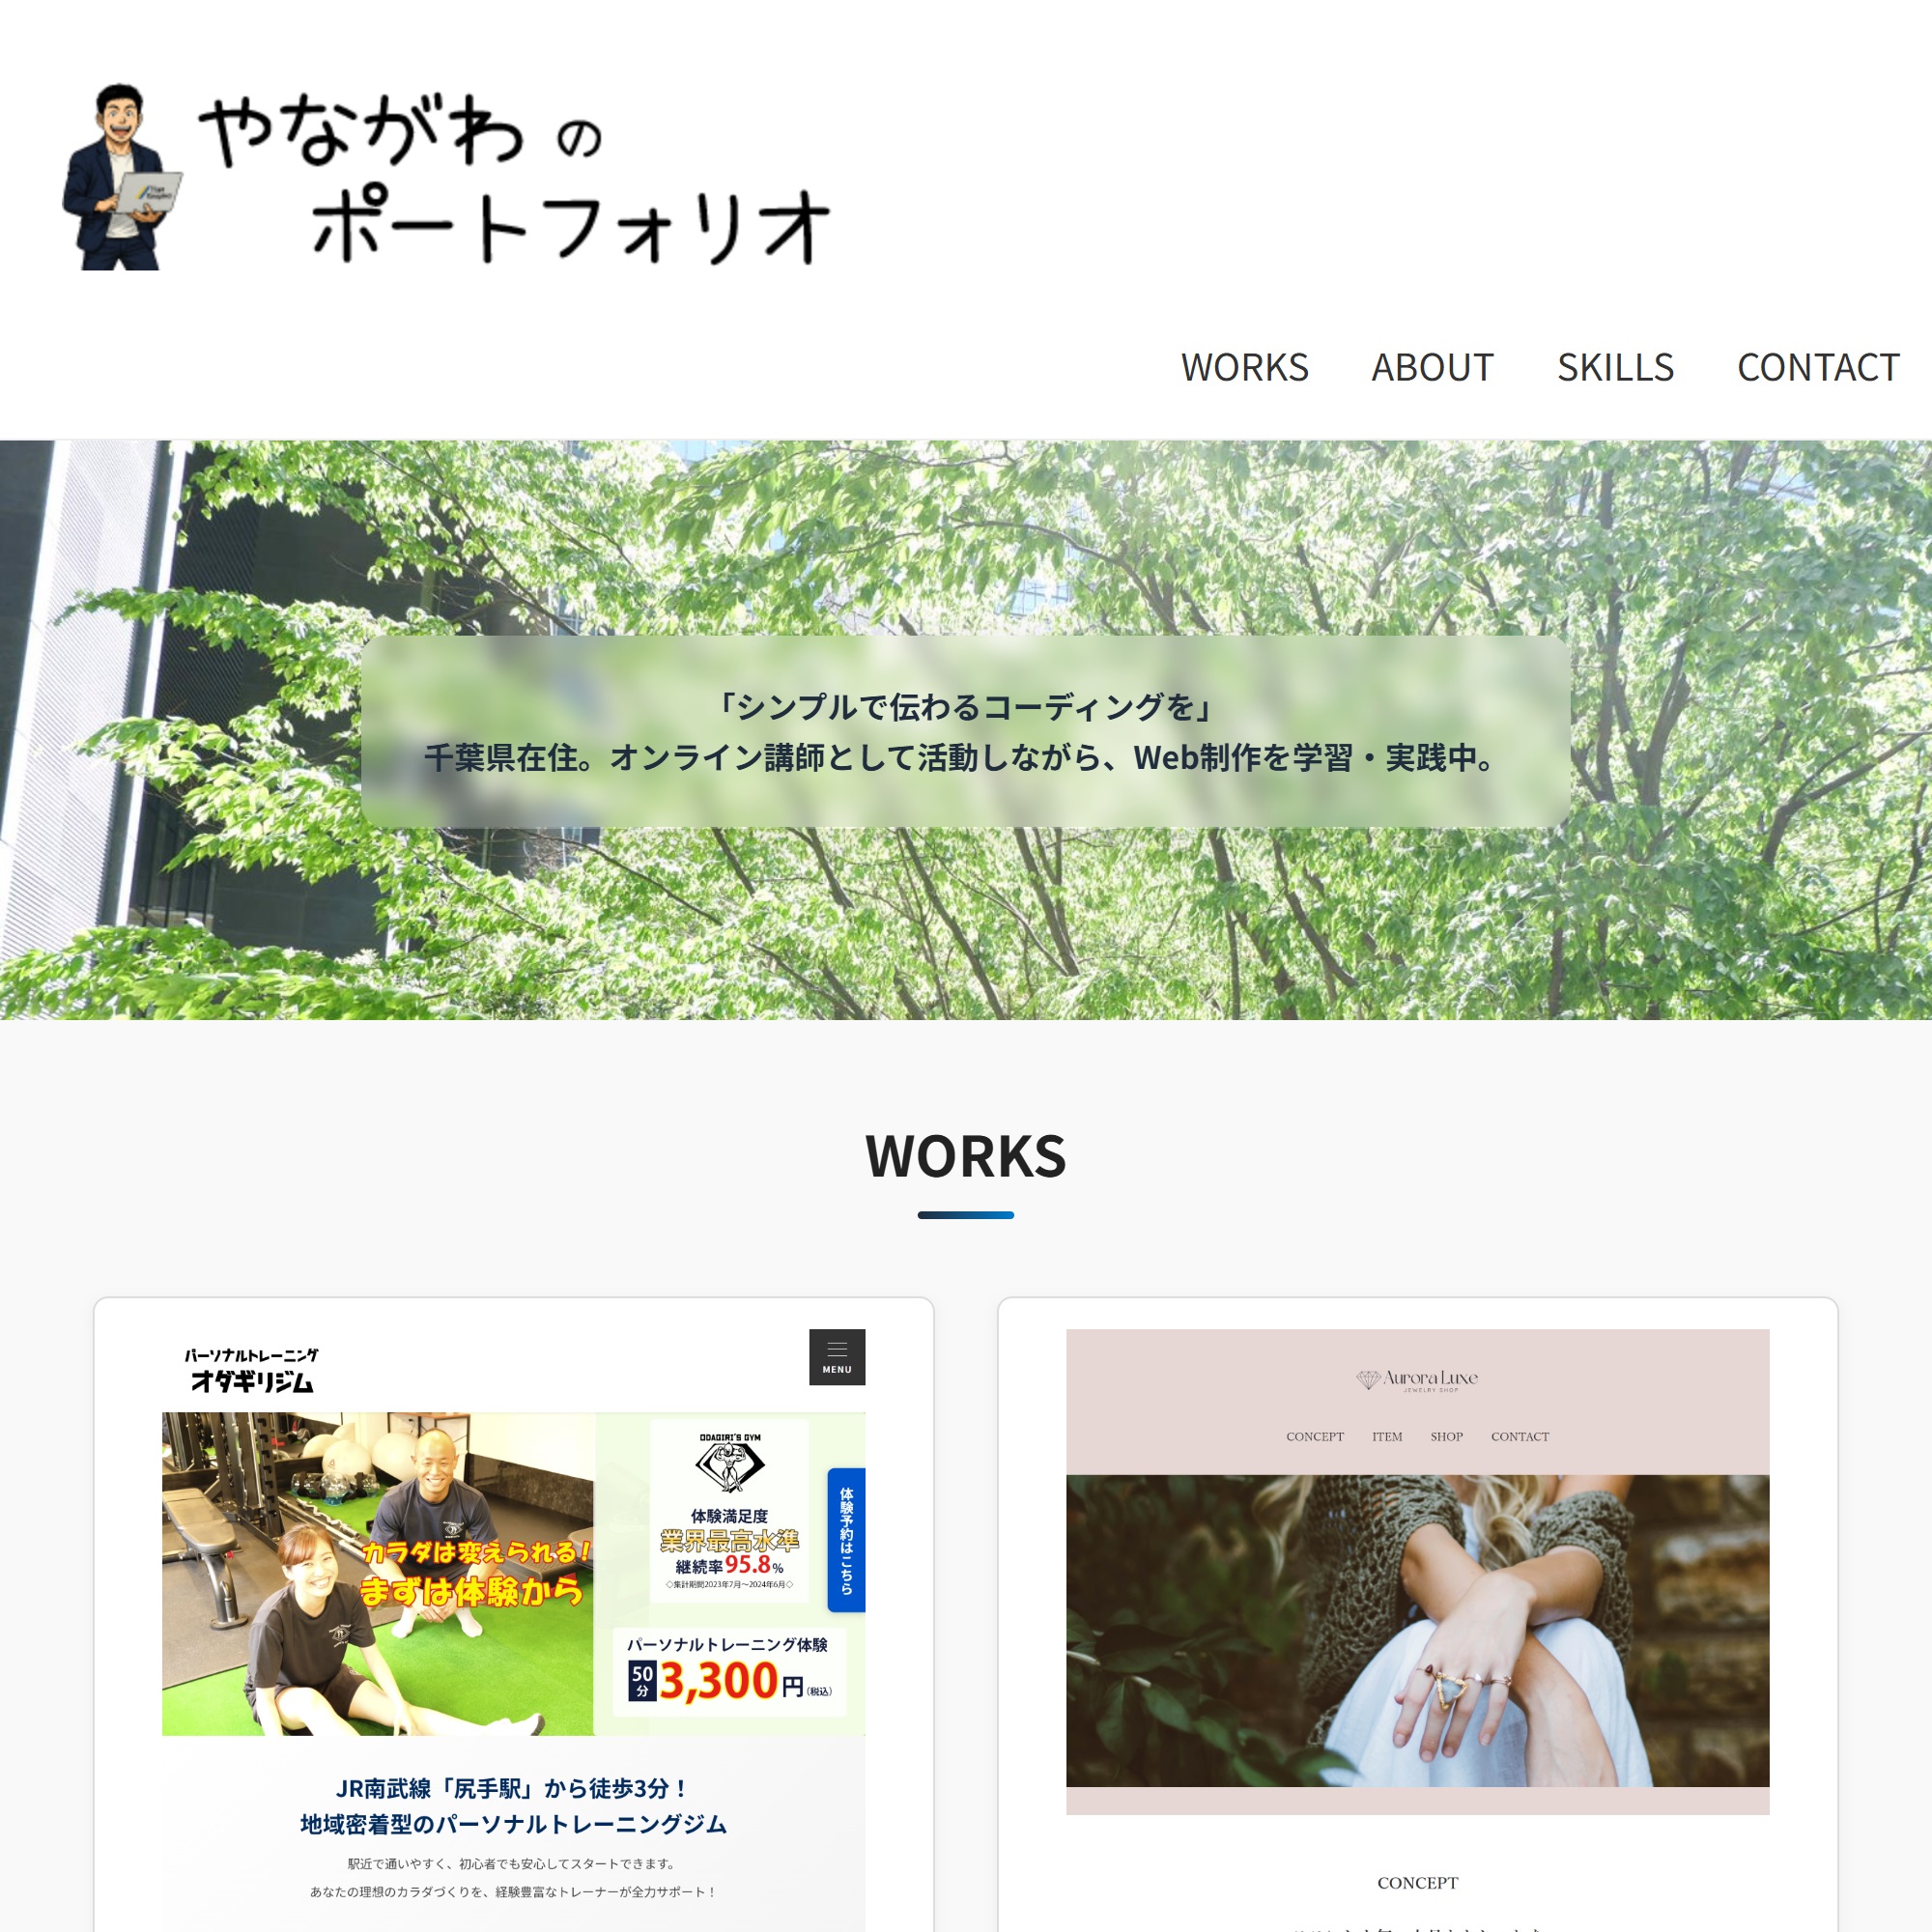 やながわ の
ポートフォリオ
WORKS ABOUT SKILLS CONTACT
「シンプルで伝わるコーディングを」
千葉県在住。オンライン講師として活動しながら、Web制作を学習・実践中。
WORKS
パーソナルトレーニング
オダギリジム
MENU
ODAGIRI'S GYM
体験満足度
業界最高水準
継続率95.8%
◇集計期間2023年7月～2024年6月◇
体験予約はこちら
カラダは変えられる!
まずは体験から
パーソナルトレーニング体験
50分 3,300円(税込)
JR南武線「尻手駅」から徒歩3分！
地域密着型のパーソナルトレーニングジム
駅近で通いやすく、初心者でも安心してスタートできます。
あなたの理想のカラダづくりを、経験豊富なトレーナーが全力サポート！
Aurora Luxe
JEWELRY SHOP
CONCEPT ITEM SHOP CONTACT
CONCEPT